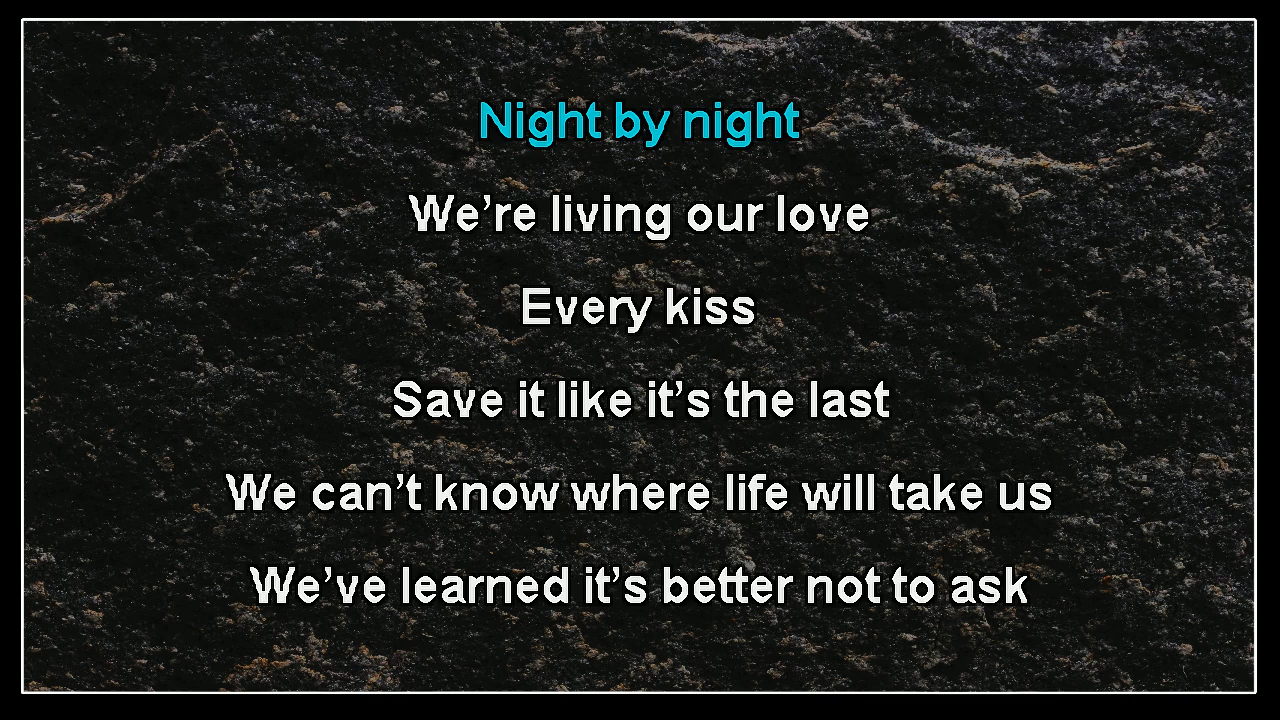 Night by night
We’re living our love
Every kiss
Save it like it’s the last
We can’t know where life will take us
We’ve learned it’s better not to ask